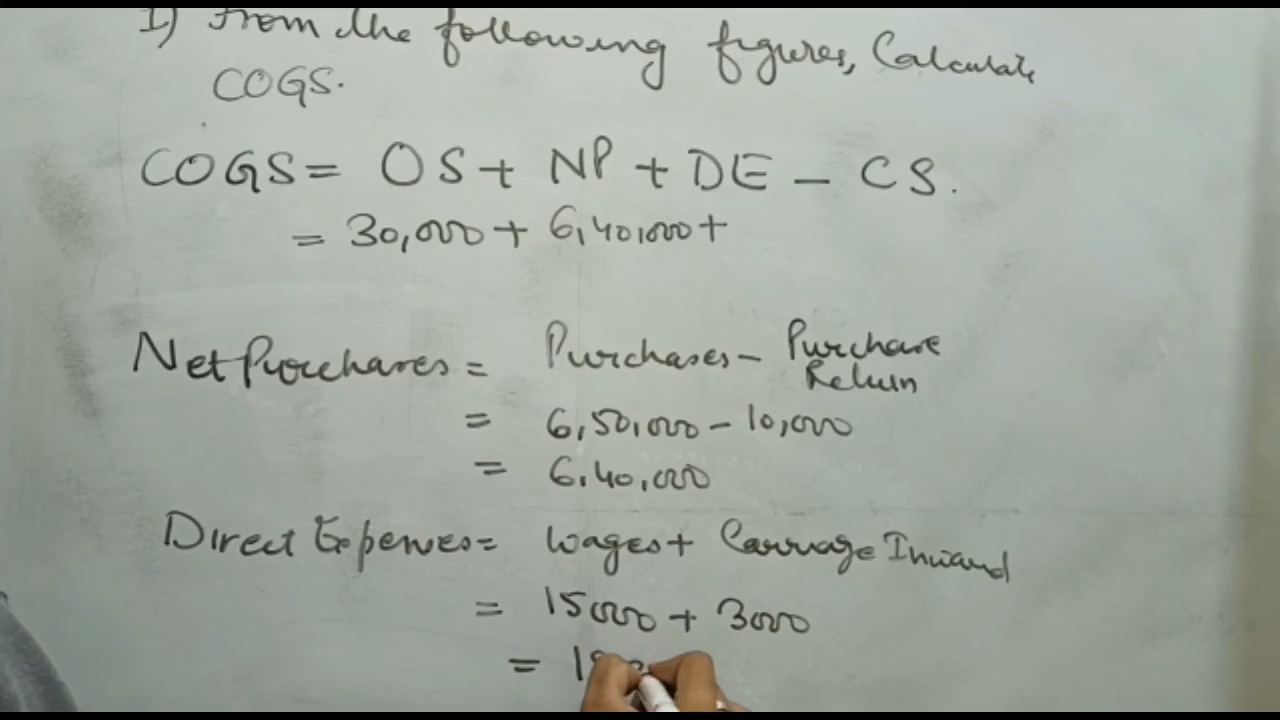 1) From the following figures, Calculate
COGS.
COGS = OS + NP + DE - CS.
= 30,000 + 6,40,000 +
Net Purchases = Purchases - Purchase Return
= 6,50,000 - 10,000
= 6,40,000
Direct Expenses = Wages + Carriage Inward
= 15000 + 3000
=